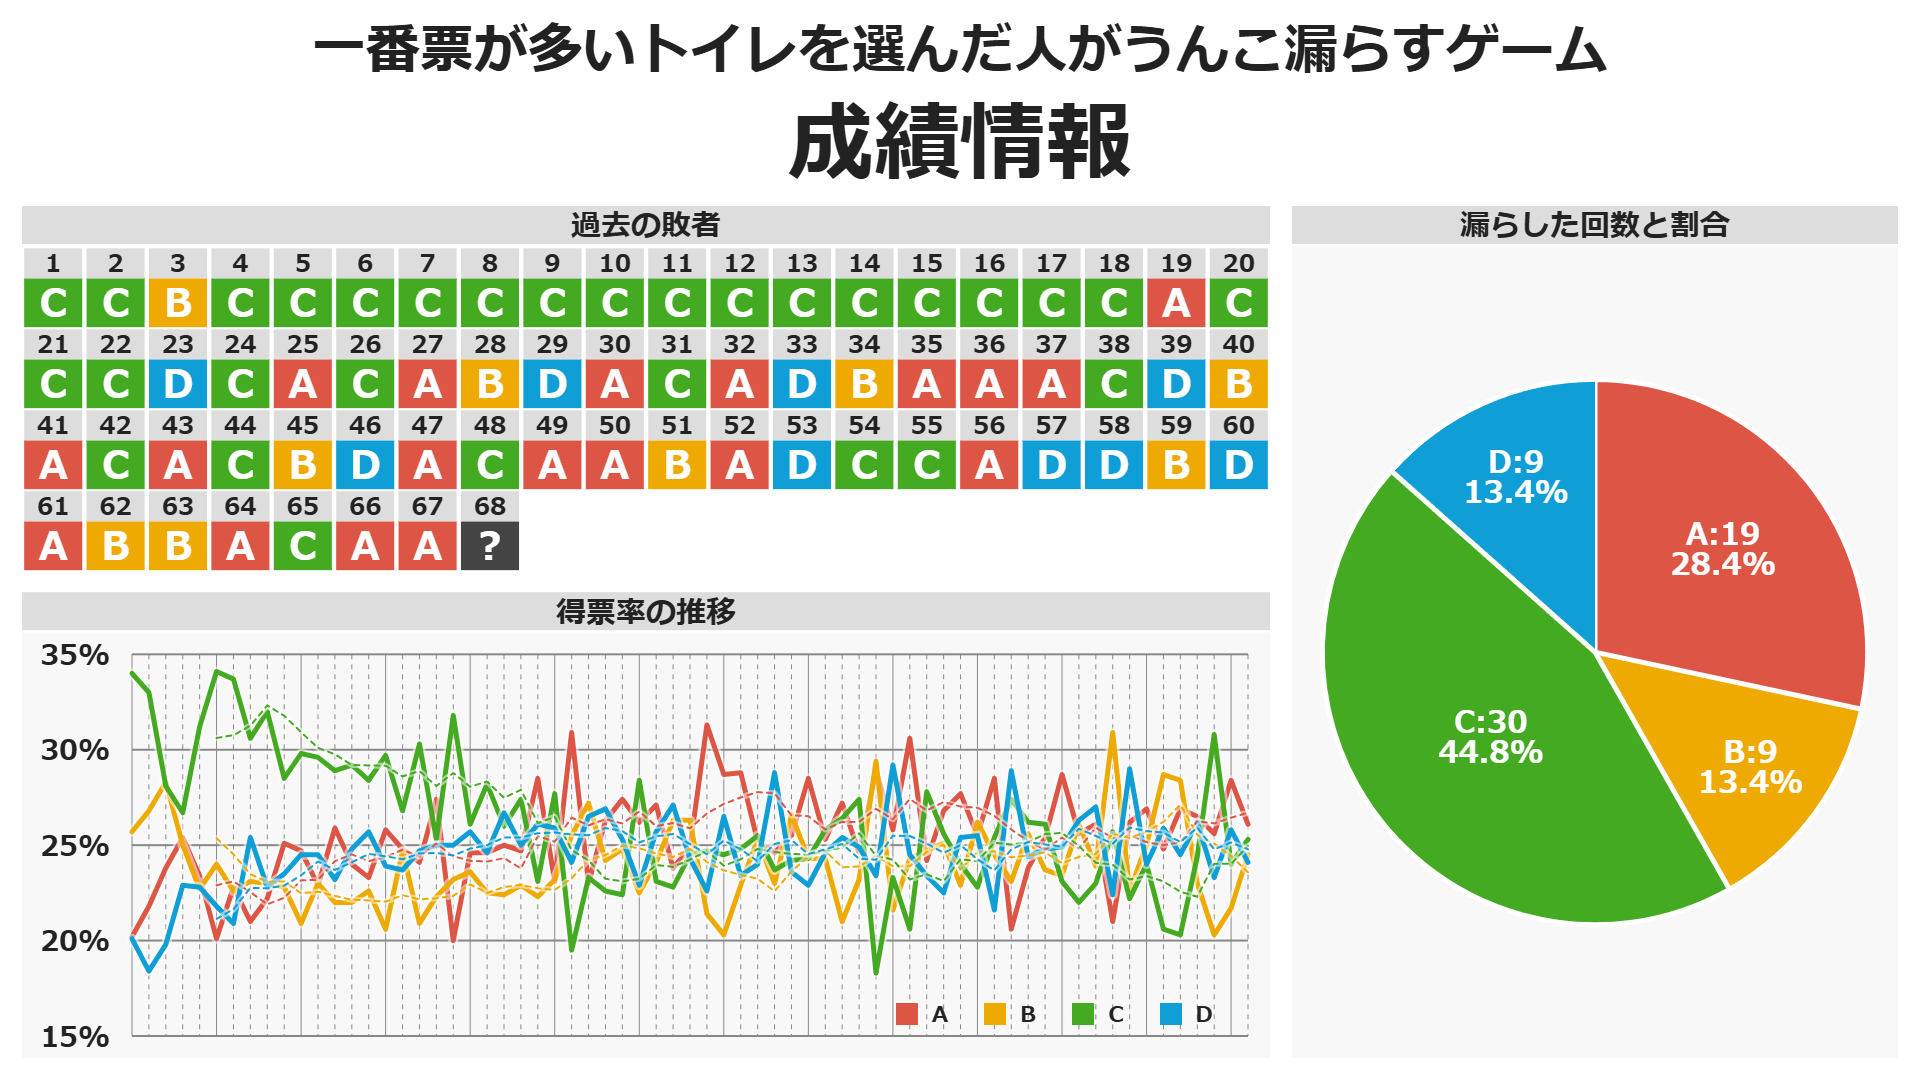 一番票が多いトイレを選んだ人がうんこ漏らすゲーム
成績情報
過去の敗者
1 2 3 4 5 6 7 8 9 10 11 12 13 14 15 16 17 18 19 20
C C B C C C C C C C C C C C C C C C A C
21 22 23 24 25 26 27 28 29 30 31 32 33 34 35 36 37 38 39 40
C C D C A C A B D A C A D B A A A C D B
41 42 43 44 45 46 47 48 49 50 51 52 53 54 55 56 57 58 59 60
A C A C B D A C A A B A D C C A D D B D
61 62 63 64 65 66 67 68
A B B A C A A ?
得票率の推移
35%
30%
25%
20%
15%
A B C D
漏らした回数と割合
D:9
13.4%
A:19
28.4%
C:30
44.8%
B:9
13.4%